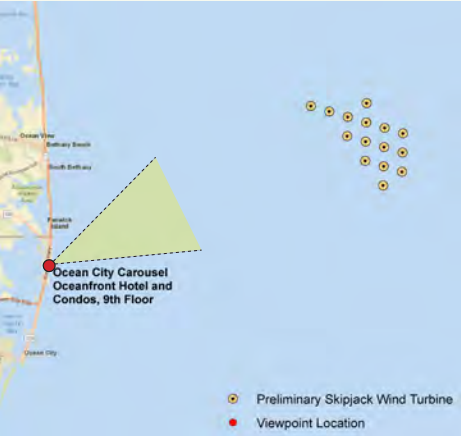 Ocean View
Bethany Beach
South Bethany
Fenwick
Island
Ocean City Carousel
Oceanfront Hotel and
Condos, 9th Floor
Ocean City
Preliminary Skipjack Wind Turbine
Viewpoint Location